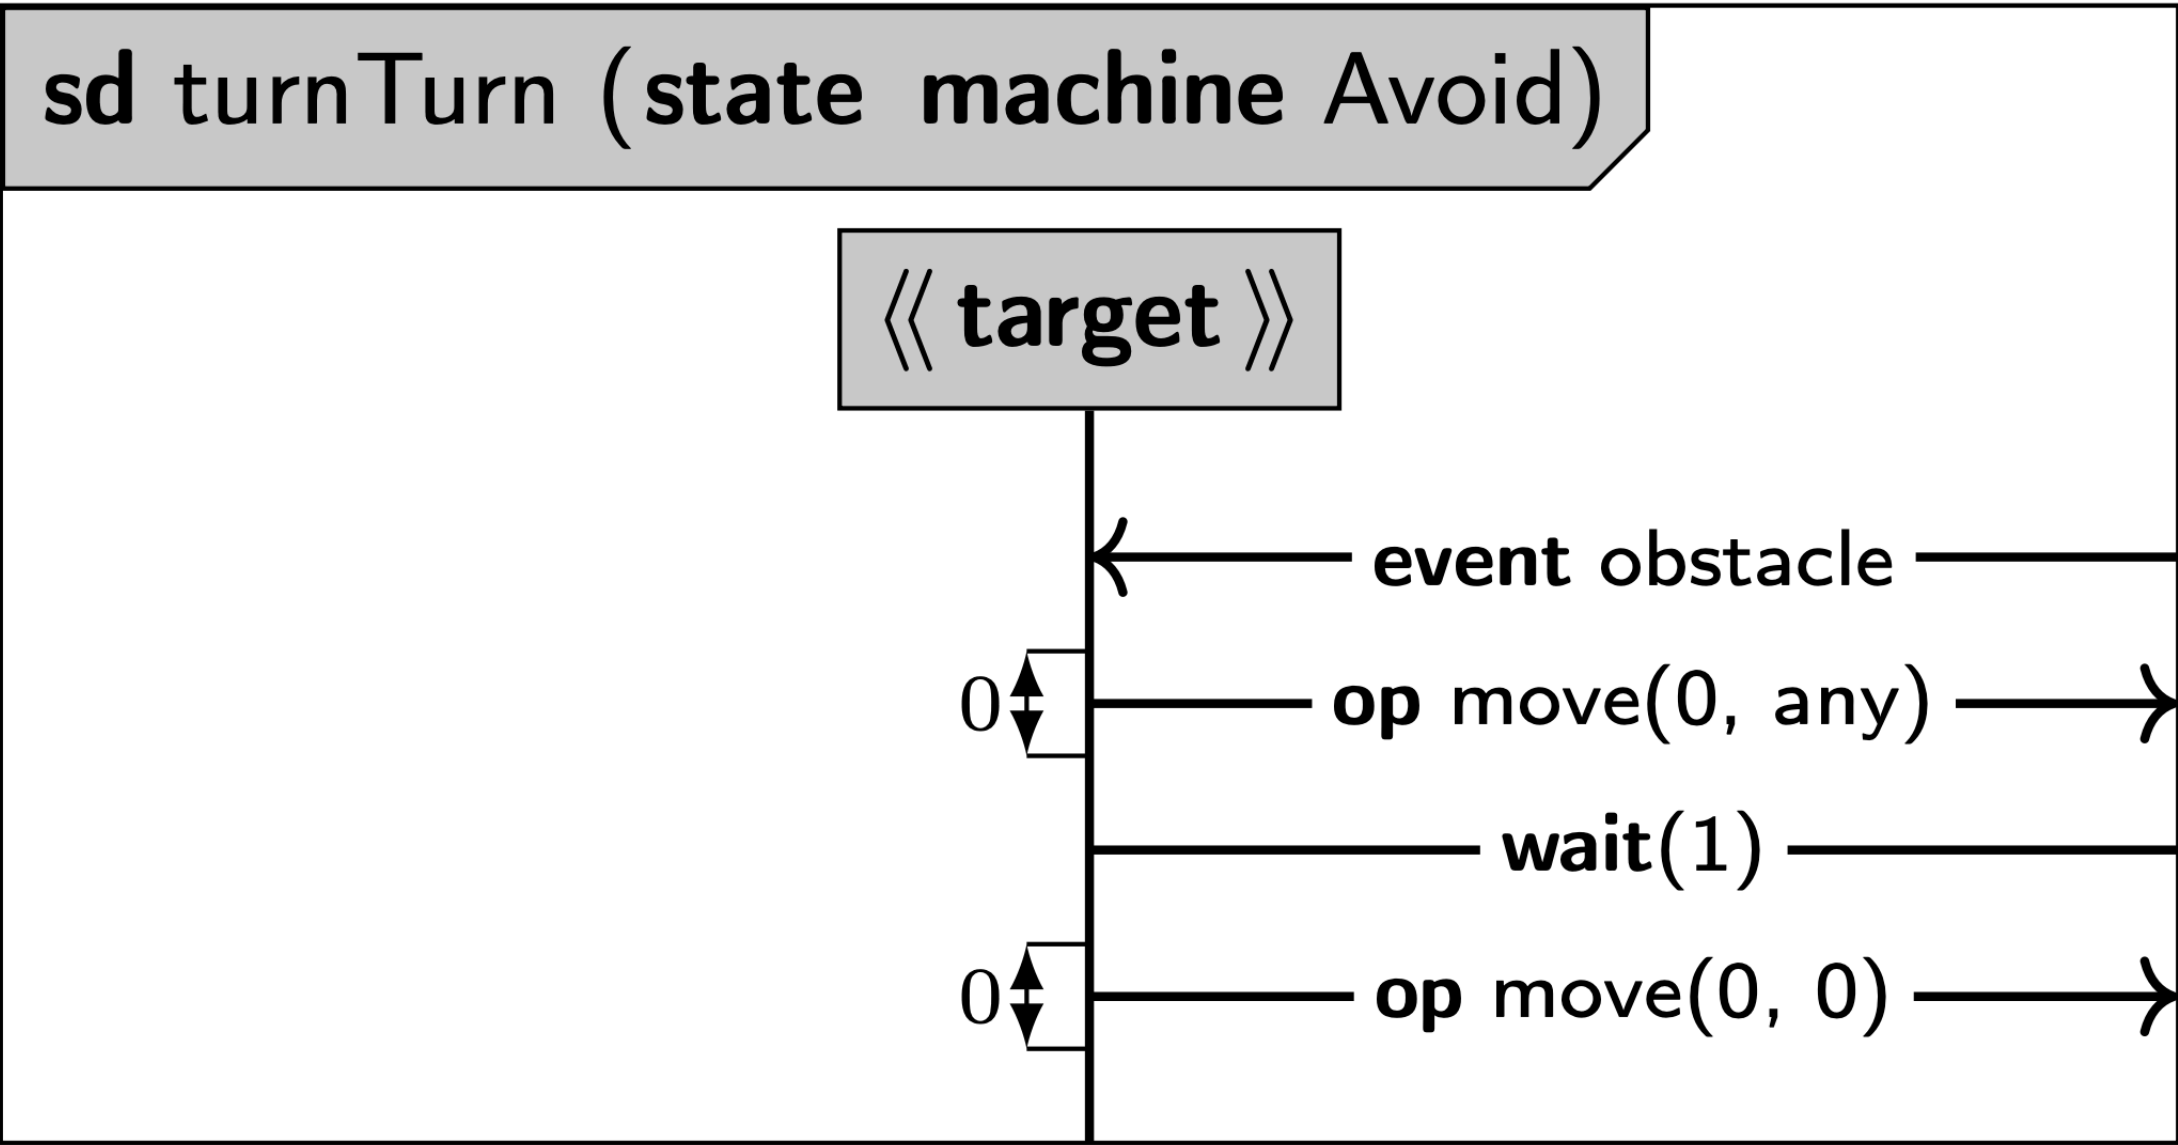 sd turnTurn (state machine Avoid)
⟪ target ⟫
event obstacle
0 op move(0, any)
wait(1)
0 op move(0, 0)